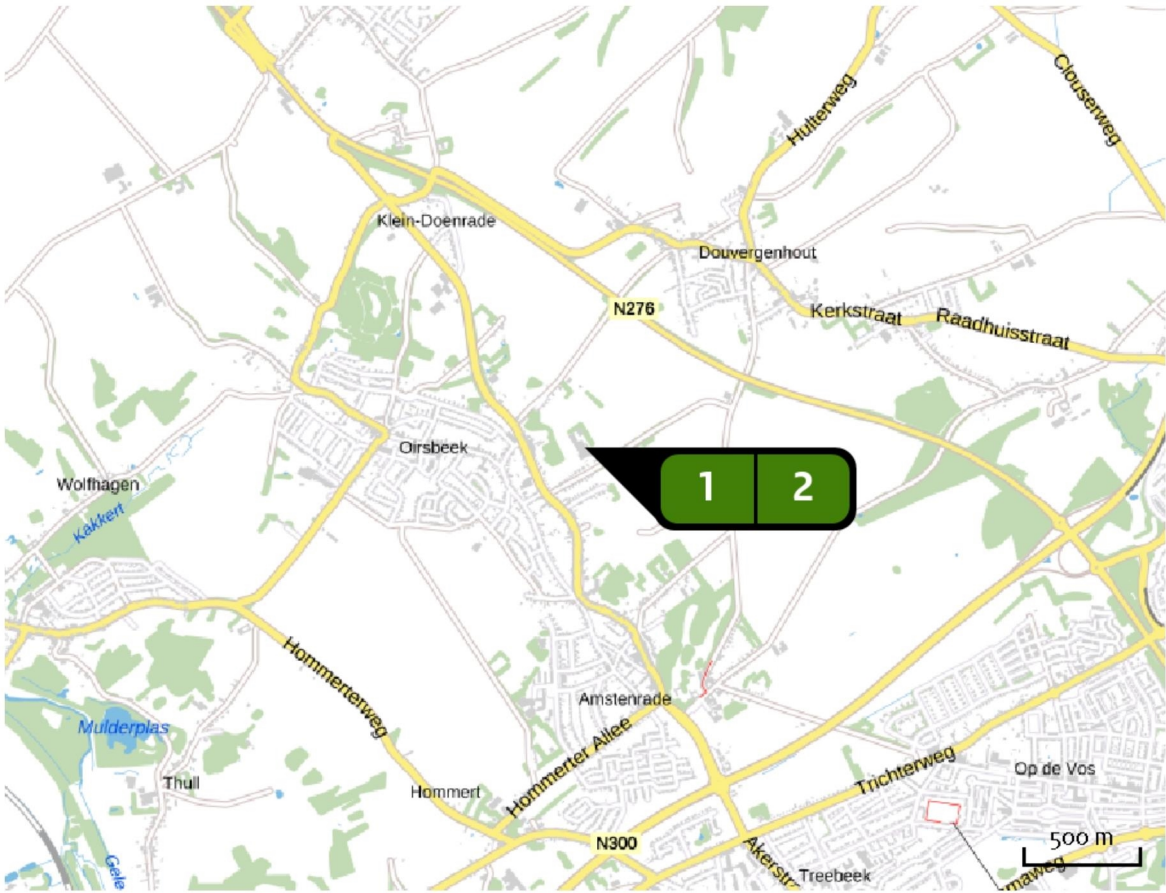 Hulterweg
Clouserweg
Klein-Doenrade
Douvergenhout
N276
Kerkstraat
Raadhuisstraat
Oirsbeek
Wolfhagen
1
2
Kakkert
Hommerterweg
Amstenrade
Mulderplas
Hommerter Allee
Thull
Hommert
Trichterweg
Op de Vos
N300
500 m
Treebeek